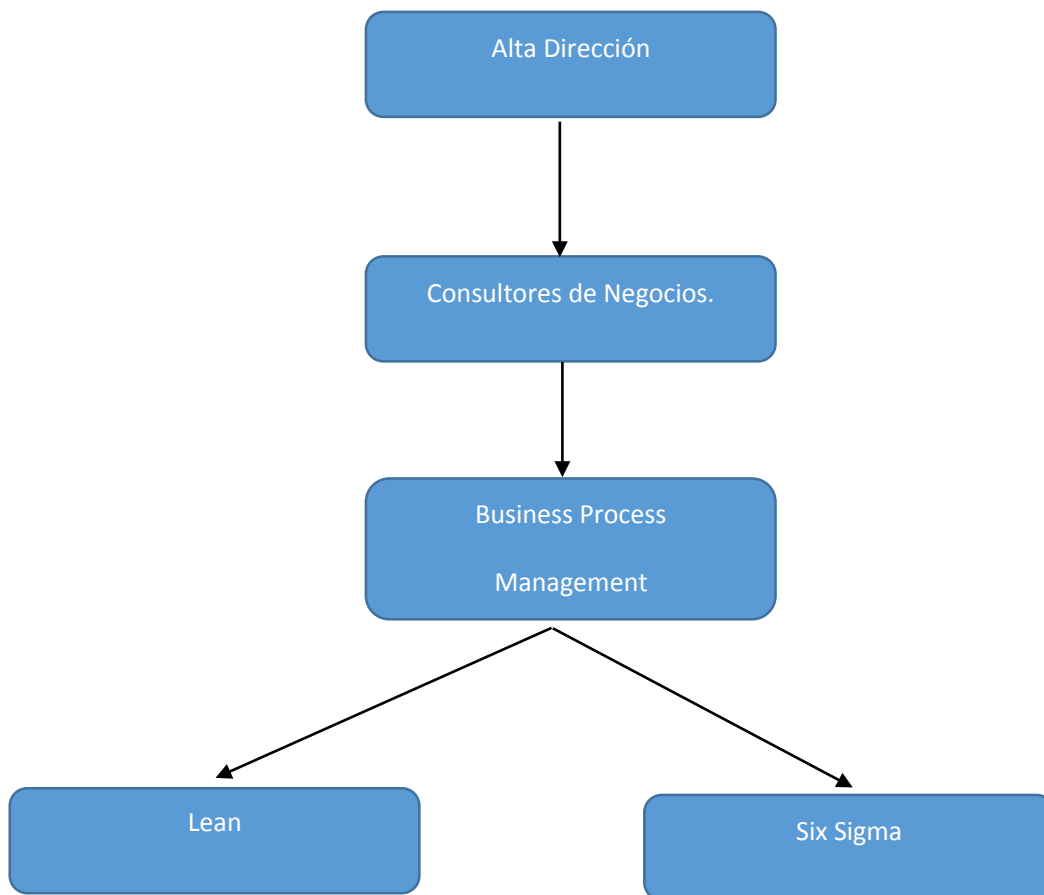 Alta Dirección
Consultores de Negocios.
Business Process
Management
Lean
Six Sigma